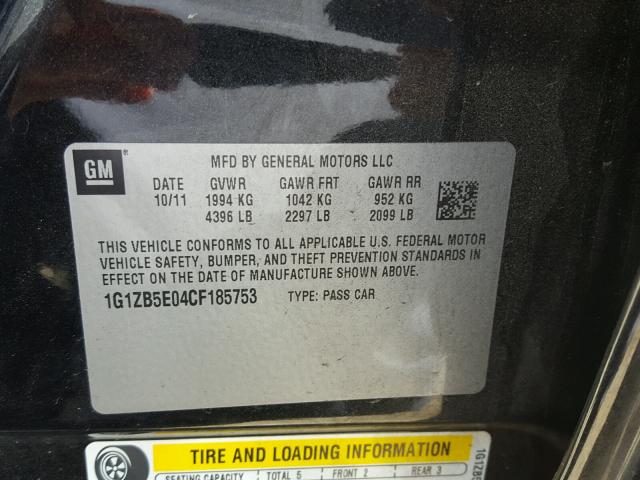 GM
MFD BY GENERAL MOTORS LLC
DATE GVWR GAWR FRT GAWR RR
10/11 1994 KG 1042 KG 952 KG
4396 LB 2297 LB 2099 LB
THIS VEHICLE CONFORMS TO ALL APPLICABLE U.S. FEDERAL MOTOR
VEHICLE SAFETY, BUMPER, AND THEFT PREVENTION STANDARDS IN
EFFECT ON THE DATE OF MANUFACTURE SHOWN ABOVE.
1G1ZB5E04CF185753 TYPE: PASS CAR
TIRE AND LOADING INFORMATION
SEATING CAPACITY TOTAL 5 FRONT 2 REAR 3